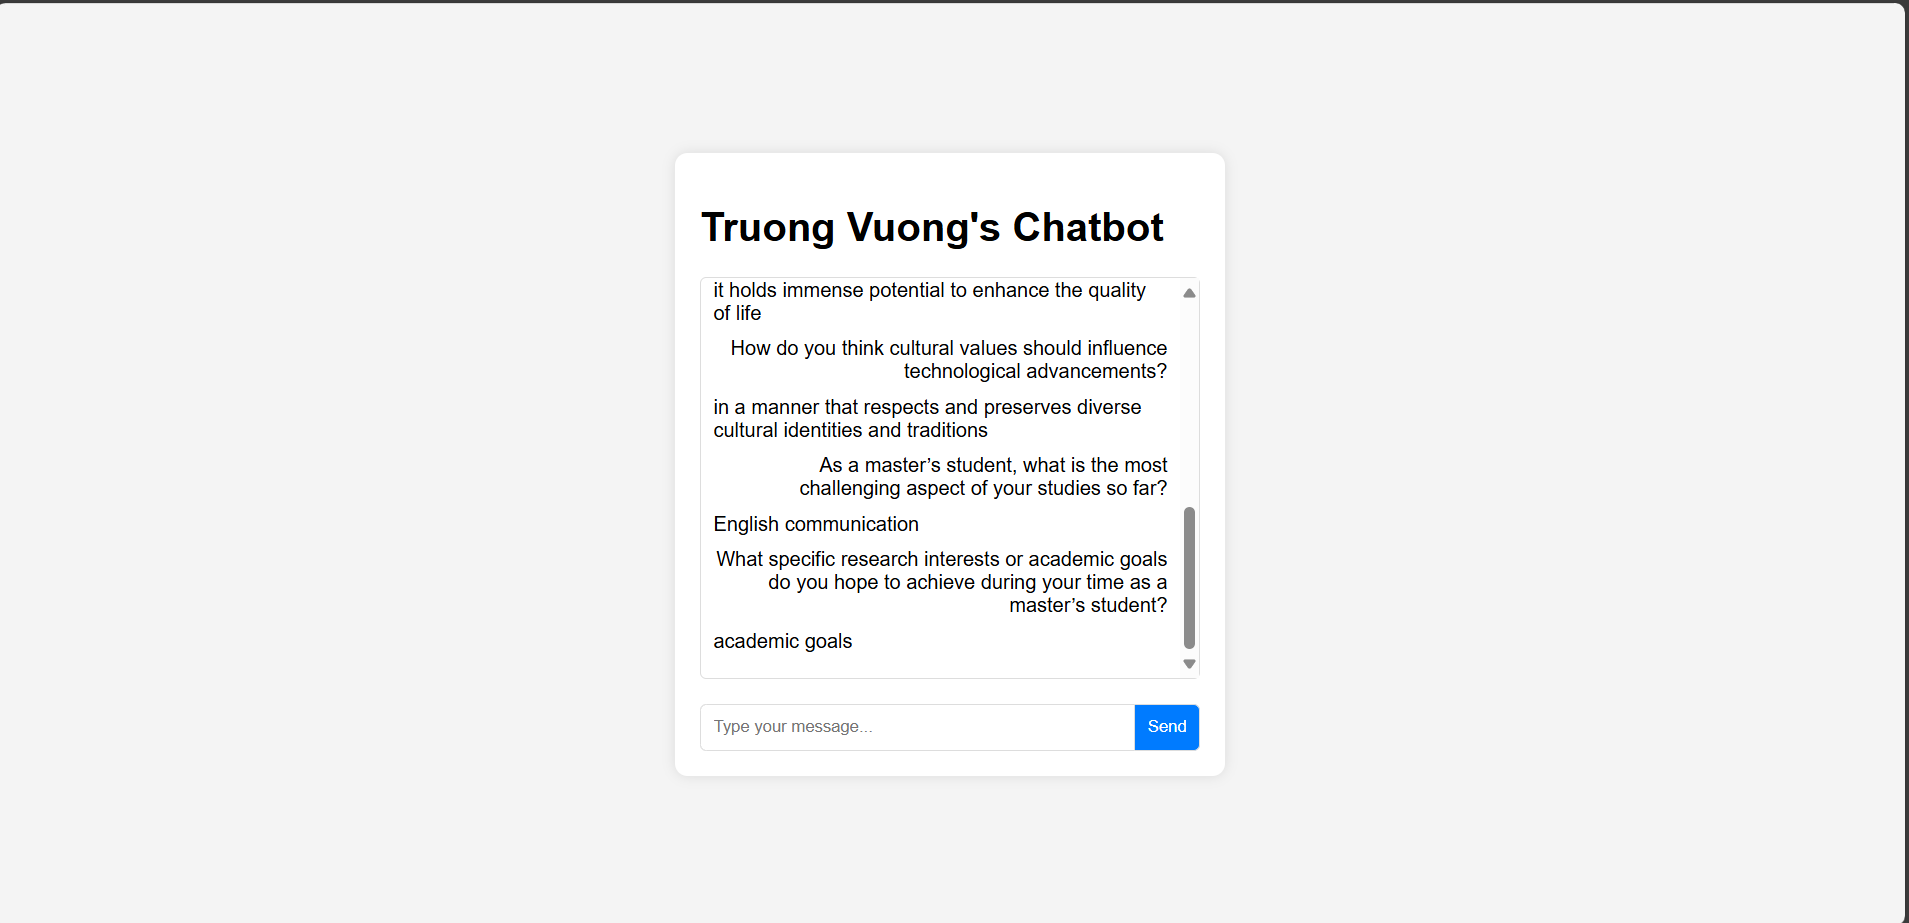 Truong Vuong's Chatbot
it holds immense potential to enhance the quality
of life
How do you think cultural values should influence
technological advancements?
in a manner that respects and preserves diverse
cultural identities and traditions
As a master’s student, what is the most
challenging aspect of your studies so far?
English communication
What specific research interests or academic goals
do you hope to achieve during your time as a
master’s student?
academic goals
Type your message...
Send